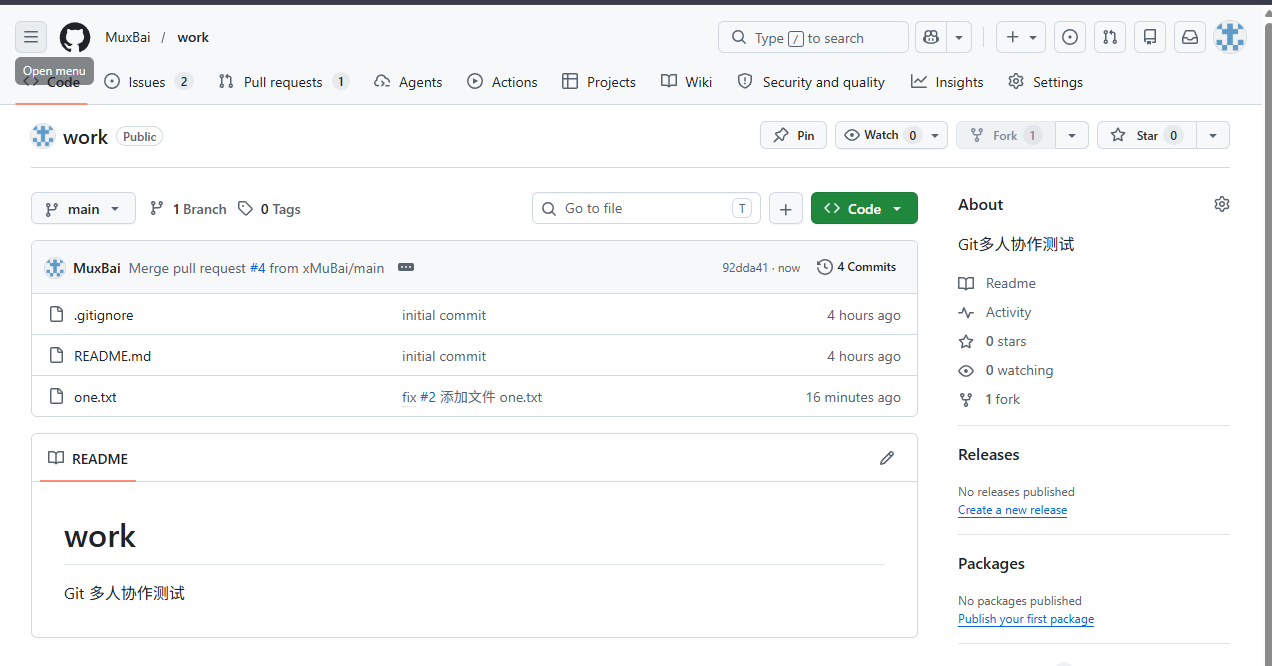 MuxBai / work
Type / to search
Open menu
Code
Issues 2
Pull requests 1
Agents
Actions
Projects
Wiki
Security and quality
Insights
Settings
work Public
Pin
Watch 0
Fork 1
Star 0
main
1 Branch
0 Tags
Go to file T
Code
MuxBai Merge pull request #4 from xMuBai/main
92dda41 · now
4 Commits
.gitignore initial commit 4 hours ago
README.md initial commit 4 hours ago
one.txt fix #2 添加文件 one.txt 16 minutes ago
README
work
Git 多人协作测试
About
Git多人协作测试
Readme
Activity
0 stars
0 watching
1 fork
Releases
No releases published
Create a new release
Packages
No packages published
Publish your first package